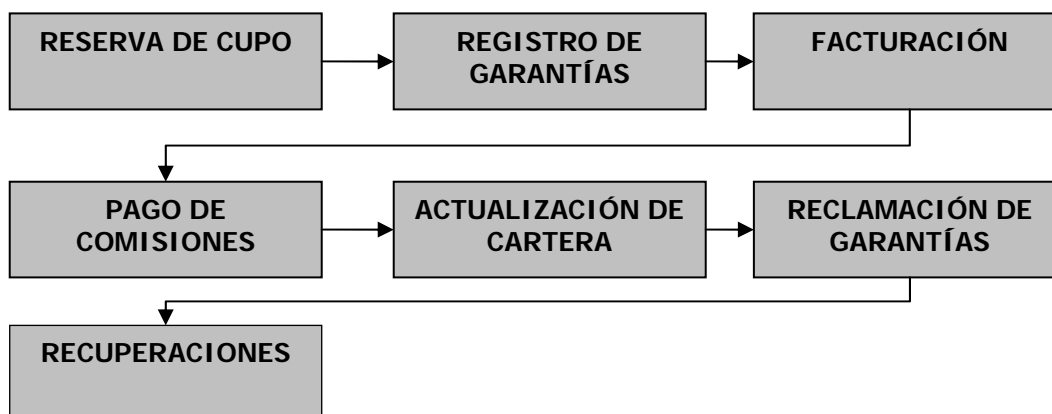 RESERVA DE CUPO
REGISTRO DE
GARANTÍAS
FACTURACIÓN
PAGO DE
COMISIONES
ACTUALIZACIÓN DE
CARTERA
RECLAMACIÓN DE
GARANTÍAS
RECUPERACIONES